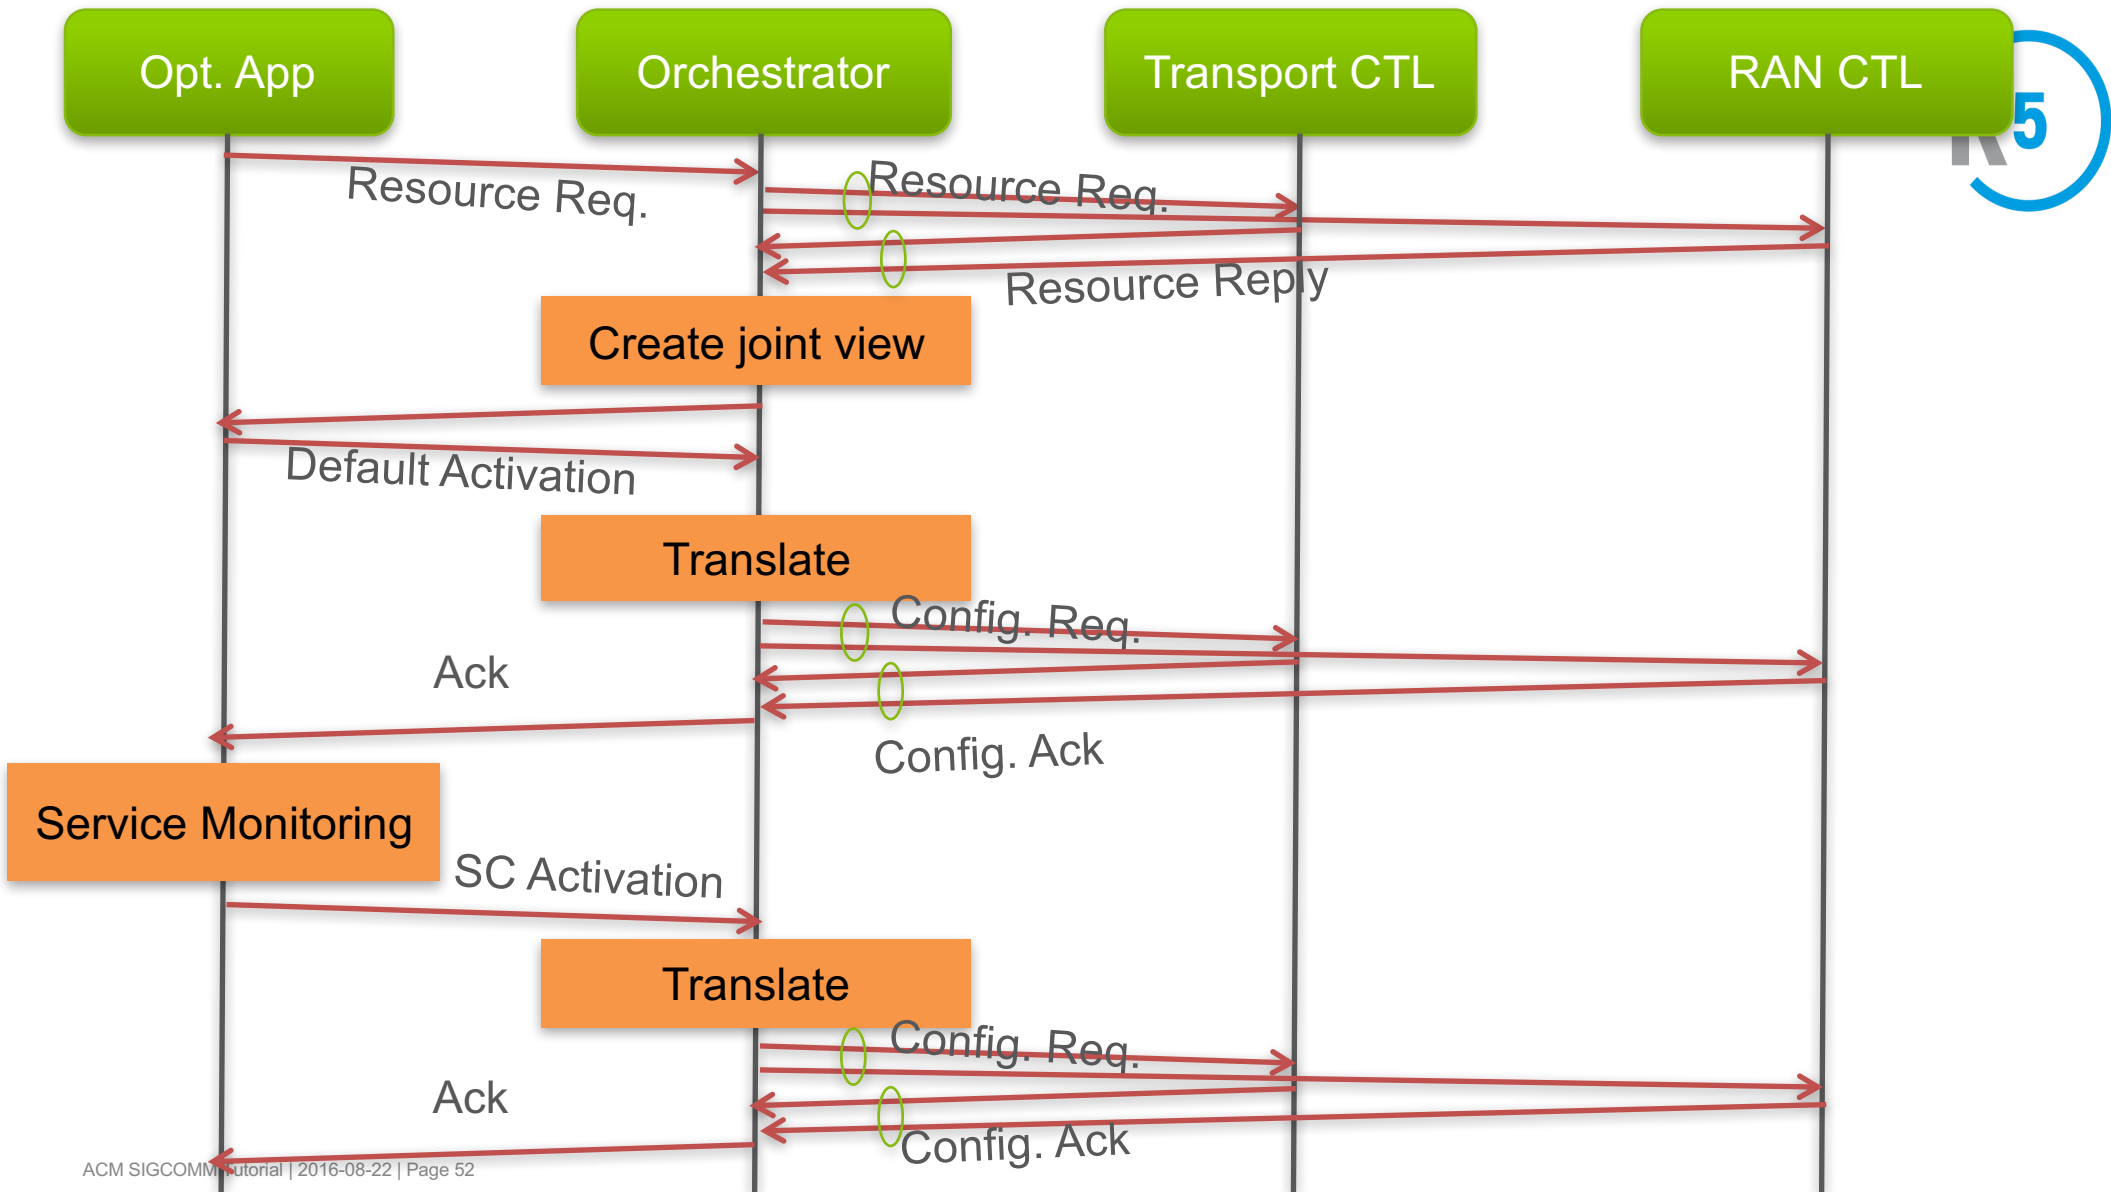 Opt. App
Orchestrator
Transport CTL
RAN CTL
5
Resource Req.
Resource Req.
Resource Reply
Create joint view
Default Activation
Translate
Config. Req.
Ack
Config. Ack
Service Monitoring
SC Activation
Translate
Config. Req.
Ack
Config. Ack
ACM SIGCOMM Tutorial | 2016-08-22 | Page 52